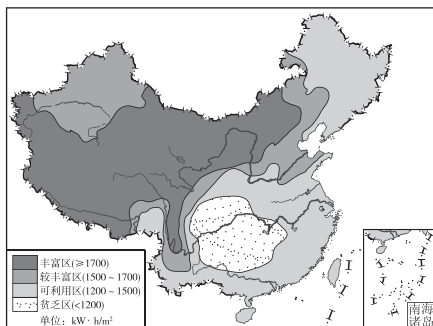 丰富区(≥1700)
较丰富区(1500~1700)
可利用区(1200~1500)
贫乏区(<1200)
单位：kW·h/m²
南海
诸岛